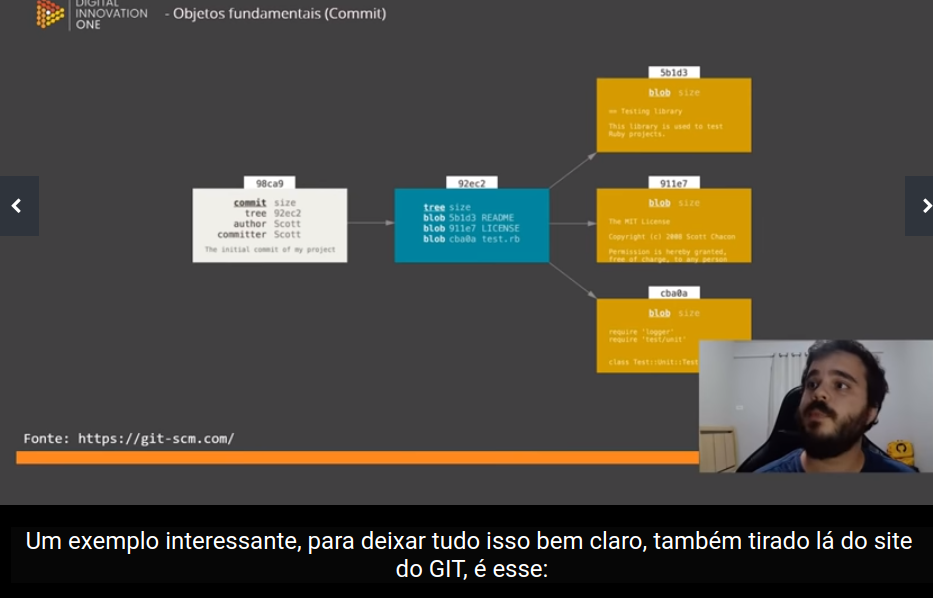 DIGITAL
INNOVATION
ONE
- Objetos fundamentais (Commit)
5b1d3
blob size
== Testing library
This library is used to test
Ruby projects.
98ca9
commit size
tree 92ec2
author Scott
committer Scott
The initial commit of my project
92ec2
tree size
blob 5b1d3 README
blob 911e7 LICENSE
blob cba0a test.rb
911e7
blob size
The MIT License
Copyright (c) 2008 Scott Chacon
Permission is hereby granted,
free of charge, to any person
cba0a
blob size
require 'logger'
require 'test/unit'
class Test::Unit::Test
Fonte: https://git-scm.com/
Um exemplo interessante, para deixar tudo isso bem claro, também tirado lá do site
do GIT, é esse: